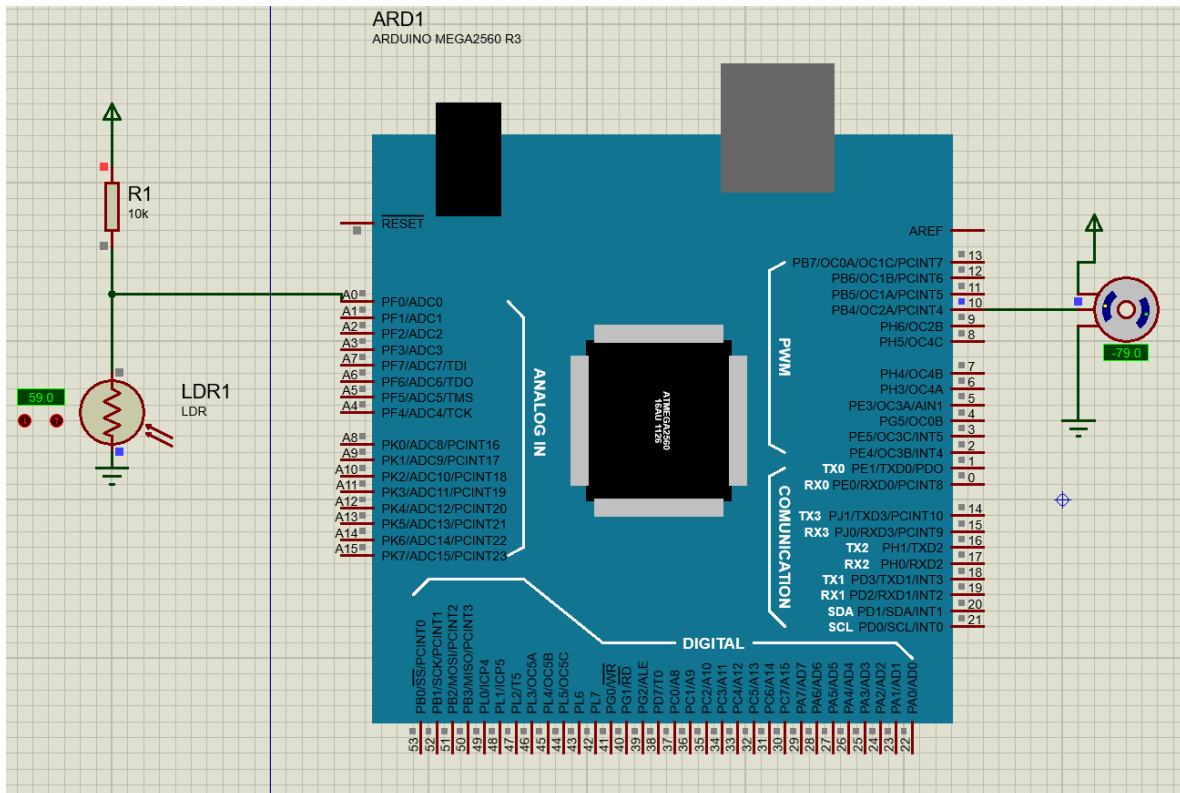 ARD1
ARDUINO MEGA2560 R3
R1
10k
RESET
AREF
PB7/OC0A/OC1C/PCINT7 13
PB6/OC1B/PCINT6 12
PB5/OC1A/PCINT5 11
PB4/OC2A/PCINT4 10
PH6/OC2B 9
PH5/OC4C 8
PH4/OC4B 7
PH3/OC4A 6
PE3/OC3A/AIN1 5
PG5/OC0B 4
PE5/OC3C/INT5 3
PE4/OC3B/INT4 2
TX0 PE1/TXD0/PDO 1
RX0 PE0/RXD0/PCINT8 0
TX3 PJ1/TXD3/PCINT10 14
RX3 PJ0/RXD3/PCINT9 15
TX2 PH1/TXD2 16
RX2 PH0/RXD2 17
TX1 PD3/TXD1/INT3 18
RX1 PD2/RXD1/INT2 19
SDA PD1/SDA/INT1 20
SCL PD0/SCL/INT0 21
PWM
COMUNICATION
A0 PF0/ADC0
A1 PF1/ADC1
A2 PF2/ADC2
A3 PF3/ADC3
A7 PF7/ADC7/TDI
A6 PF6/ADC6/TDO
A5 PF5/ADC5/TMS
A4 PF4/ADC4/TCK
A8 PK0/ADC8/PCINT16
A9 PK1/ADC9/PCINT17
A10 PK2/ADC10/PCINT18
A11 PK3/ADC11/PCINT19
A12 PK4/ADC12/PCINT20
A13 PK5/ADC13/PCINT21
A14 PK6/ADC14/PCINT22
A15 PK7/ADC15/PCINT23
ANALOG IN
ATMEGA2560
16AU 1126
-79.0
LDR1
LDR
59.0
DIGITAL
PB0/SS/PCINT0 53
PB1/SCK/PCINT1 52
PB2/MOSI/PCINT2 51
PB3/MISO/PCINT3 50
PL0/ICP4 49
PL1/ICP5 48
PL2/T5 47
PL3/OC5A 46
PL4/OC5B 45
PL5/OC5C 44
PL6 43
PL7 42
PG0/WR 41
PG1/RD 40
PG2/ALE 39
PD7/T0 38
PC0/A8 37
PC1/A9 36
PC2/A10 35
PC3/A11 34
PC4/A12 33
PC5/A13 32
PC6/A14 31
PC7/A15 30
PA7/AD7 29
PA6/AD6 28
PA5/AD5 27
PA4/AD4 26
PA3/AD3 25
PA2/AD2 24
PA1/AD1 23
PA0/AD0 22